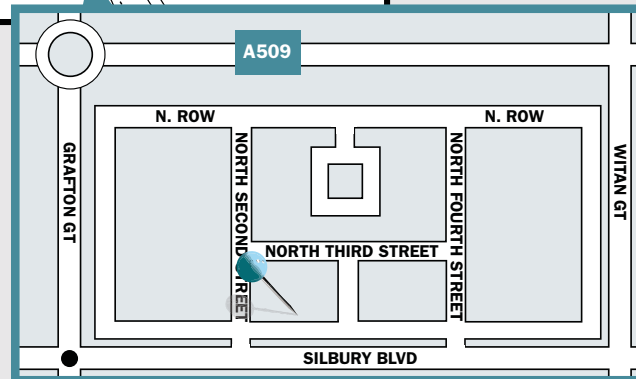 A509
N. ROW
N. ROW
GRAFTON GT
NORTH SECOND STREET
NORTH FOURTH STREET
WITAN GT
NORTH THIRD STREET
SILBURY BLVD